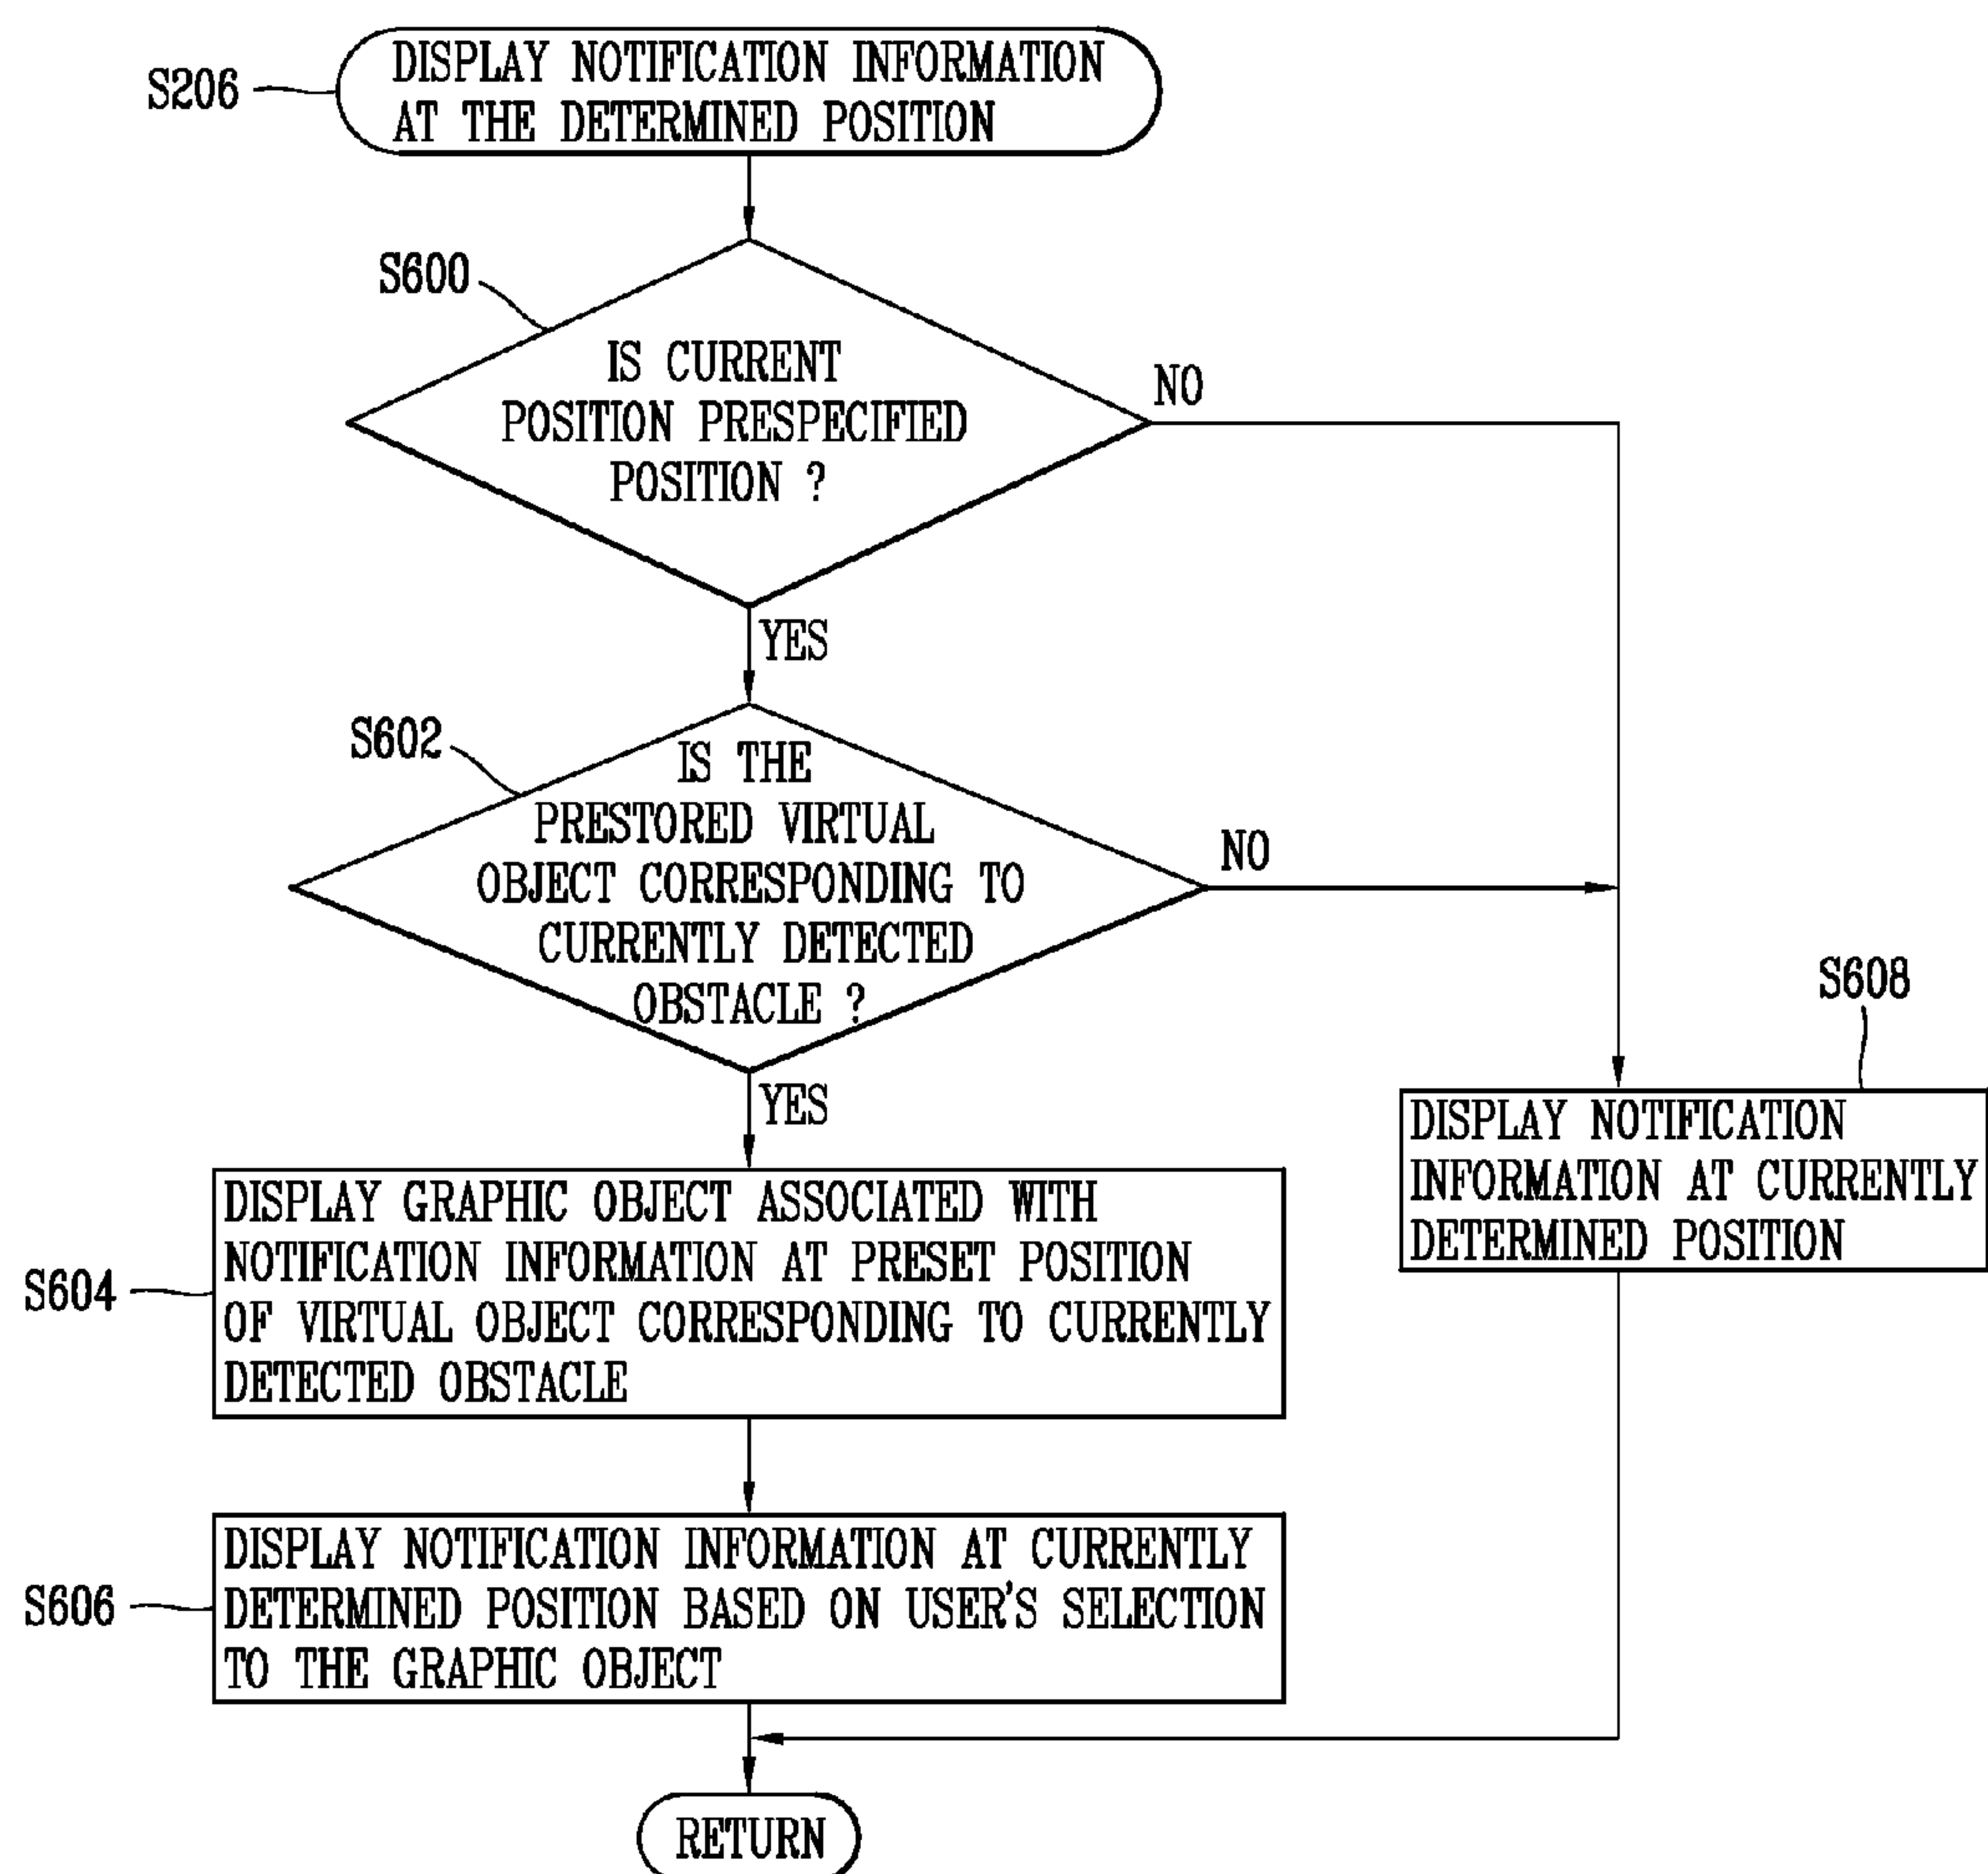 S206
DISPLAY NOTIFICATION INFORMATION
AT THE DETERMINED POSITION
S600
IS CURRENT
POSITION PRESPECIFIED
POSITION ?
NO
YES
S602
IS THE
PRESTORED VIRTUAL
OBJECT CORRESPONDING TO
CURRENTLY DETECTED
OBSTACLE ?
NO
YES
S608
DISPLAY NOTIFICATION
INFORMATION AT CURRENTLY
DETERMINED POSITION
S604
DISPLAY GRAPHIC OBJECT ASSOCIATED WITH
NOTIFICATION INFORMATION AT PRESET POSITION
OF VIRTUAL OBJECT CORRESPONDING TO CURRENTLY
DETECTED OBSTACLE
S606
DISPLAY NOTIFICATION INFORMATION AT CURRENTLY
DETERMINED POSITION BASED ON USER'S SELECTION
TO THE GRAPHIC OBJECT
RETURN